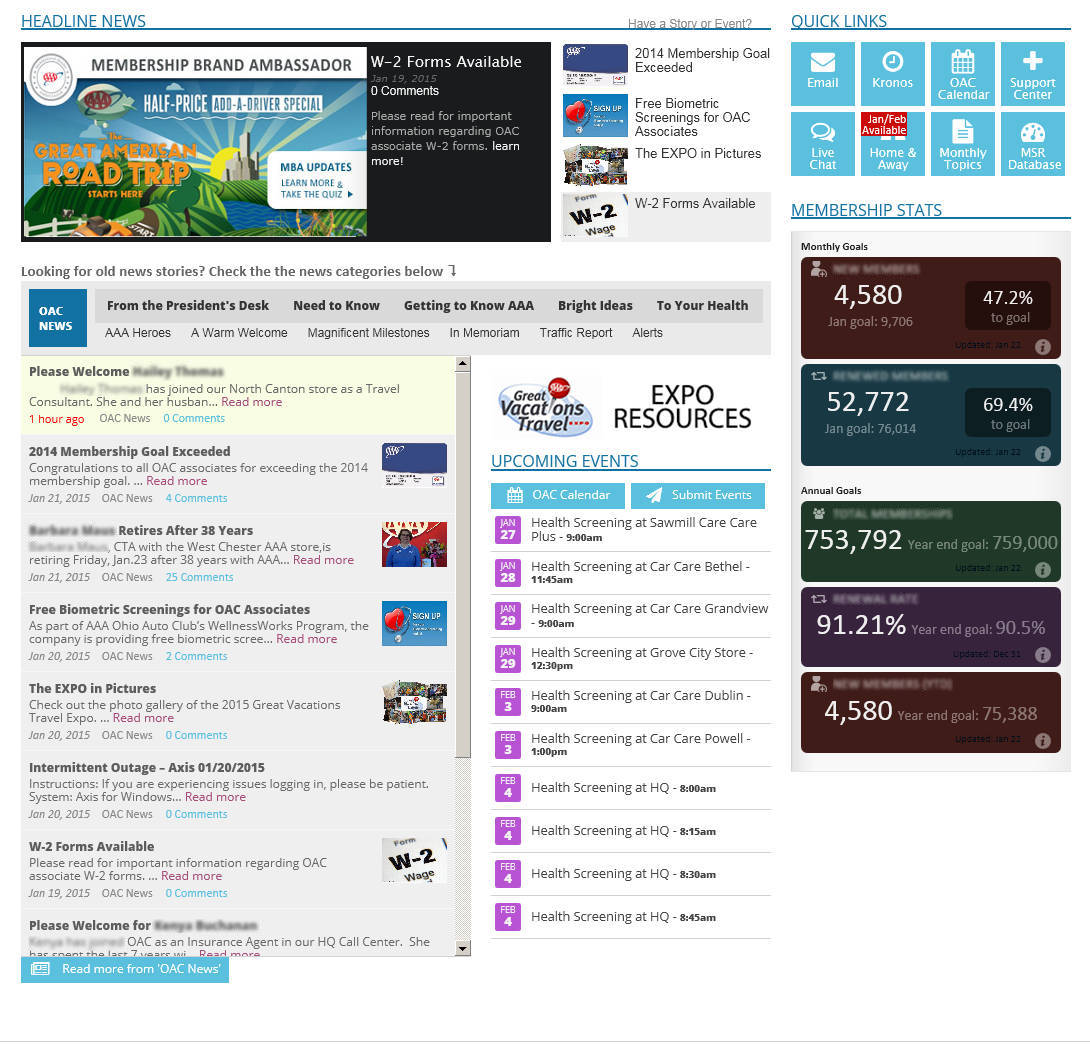 HEADLINE NEWS
Have a Story or Event?
AAA
MEMBERSHIP BRAND AMBASSADOR
AAA
HALF-PRICE ADD-A-DRIVER SPECIAL
The
GREAT AMERICAN
ROAD TRIP
STARTS HERE
MBA UPDATES
LEARN MORE &
TAKE THE QUIZ
START
W-2 Forms Available
Jan 19, 2015
0 Comments
Please read for important
information regarding OAC
associate W-2 forms. learn
more!
2014 Membership Goal
Exceeded
SIGN UP
Free Biometric
Screenings for OAC
Associates
The EXPO in Pictures
Form
W-2
Wage
W-2 Forms Available
QUICK LINKS
Email
Kronos
OAC
Calendar
Support
Center
Live
Chat
Jan/Feb
Available
Home &
Away
Monthly
Topics
MSR
Database
MEMBERSHIP STATS
Monthly Goals
NEW MEMBERS
4,580
Jan goal: 9,706
47.2%
to goal
Updated: Jan 22
RENEWED MEMBERS
52,772
Jan goal: 76,014
69.4%
to goal
Updated: Jan 22
Annual Goals
TOTAL MEMBERSHIPS
753,792 Year end goal: 759,000
Updated: Jan 22
RENEWAL RATE
91.21% Year end goal: 90.5%
Updated: Dec 31
NEW MEMBERS (YTD)
4,580 Year end goal: 75,388
Updated: Jan 22
Looking for old news stories? Check the the news categories below
OAC
NEWS
From the President's Desk Need to Know Getting to Know AAA Bright Ideas To Your Health
AAA Heroes A Warm Welcome Magnificent Milestones In Memoriam Traffic Report Alerts
Please Welcome
has joined our North Canton store as a Travel
Consultant. She and her husban... Read more
1 hour ago OAC News 0 Comments
2014 Membership Goal Exceeded
Congratulations to all OAC associates for exceeding the 2014
membership goal. ... Read more
Jan 21, 2015 OAC News 4 Comments
Retires After 38 Years
, CTA with the West Chester AAA store,is
retiring Friday, Jan.23 after 38 years with AAA... Read more
Jan 21, 2015 OAC News 25 Comments
Free Biometric Screenings for OAC Associates
As part of AAA Ohio Auto Club's WellnessWorks Program, the
company is providing free biometric scree... Read more
Jan 20, 2015 OAC News 2 Comments
SIGN UP
The EXPO in Pictures
Check out the photo gallery of the 2015 Great Vacations
Travel Expo. ... Read more
Jan 20, 2015 OAC News 0 Comments
Intermittent Outage – Axis 01/20/2015
Instructions: If you are experiencing issues logging in, please be patient.
System: Axis for Windows... Read more
Jan 20, 2015 OAC News 0 Comments
W-2 Forms Available
Please read for important information regarding OAC
associate W-2 forms. ... Read more
Jan 19, 2015 OAC News 0 Comments
Form
W-2
Wage
Please Welcome for
OAC as an Insurance Agent in our HQ Call Center. She
has spent the last 7 years wi... Read more
Read more from 'OAC News'
Great
AAA
Vacations
Travel EXPO
EXPO
RESOURCES
UPCOMING EVENTS
OAC Calendar
Submit Events
JAN
27
Health Screening at Sawmill Care Care
Plus - 9:00am
JAN
28
Health Screening at Car Care Bethel -
11:45am
JAN
29
Health Screening at Car Care Grandview
- 9:00am
JAN
29
Health Screening at Grove City Store -
12:30pm
FEB
3
Health Screening at Car Care Dublin -
9:00am
FEB
3
Health Screening at Car Care Powell -
1:00pm
FEB
4
Health Screening at HQ - 8:00am
FEB
4
Health Screening at HQ - 8:15am
FEB
4
Health Screening at HQ - 8:30am
FEB
4
Health Screening at HQ - 8:45am